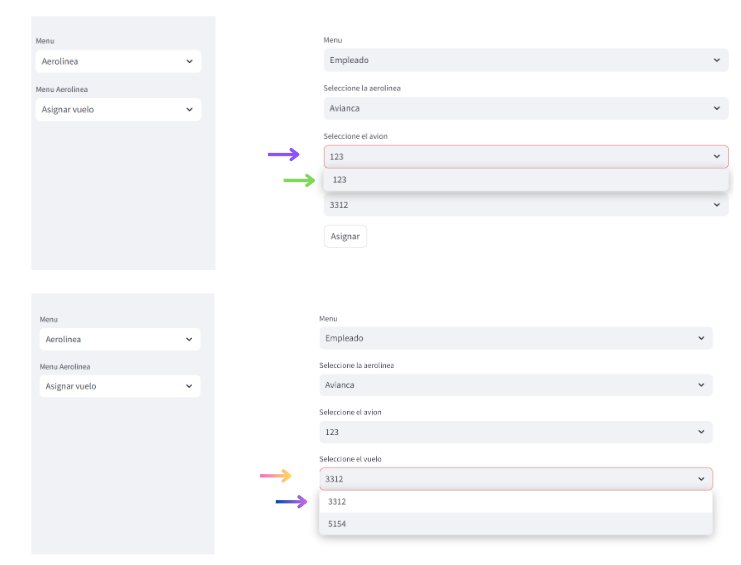 Menu
Aerolinea
Menu Aerolinea
Asignar vuelo
Menu
Empleado
Seleccione la aerolinea
Avianca
Seleccione el avion
123
123
3312
Asignar
Menu
Aerolinea
Menu Aerolinea
Asignar vuelo
Menu
Empleado
Seleccione la aerolinea
Avianca
Seleccione el avion
123
Seleccione el vuelo
3312
3312
5154